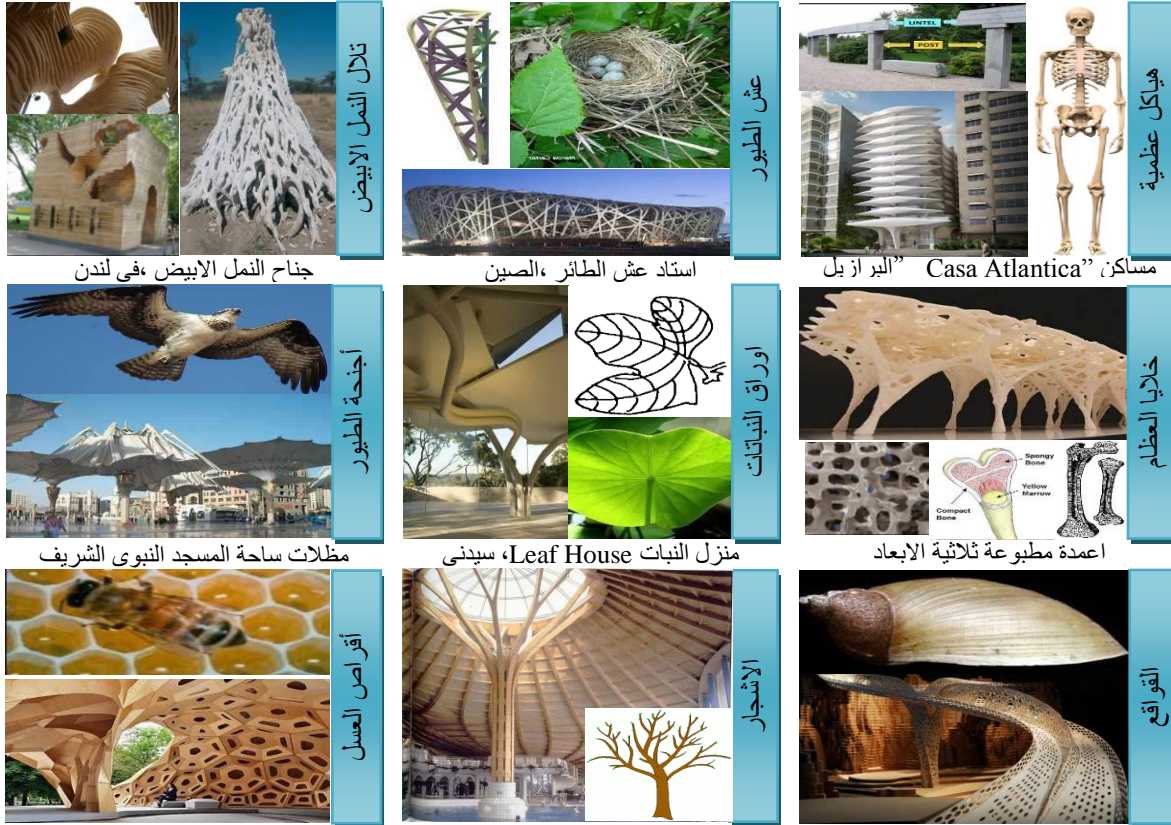 هياكل عظمية
LINTEL
POST
مساكن ”Casa Atlantica “البرازيل
عش الطيور
استاد عش الطائر ،الصين
تلال النمل الابيض
جناح النمل الابيض ،فى لندن
خلايا العظام
Spongy
Bone
Yellow
Marrow
Compact
Bone
اعمدة مطبوعة ثلاثية الابعاد
اوراق النباتات
منزل النبات Leaf House، سيدنى
أجنحة الطيور
مظلات ساحة المسجد النبوى الشريف
القواقع
الاشجار
أقراص العسل